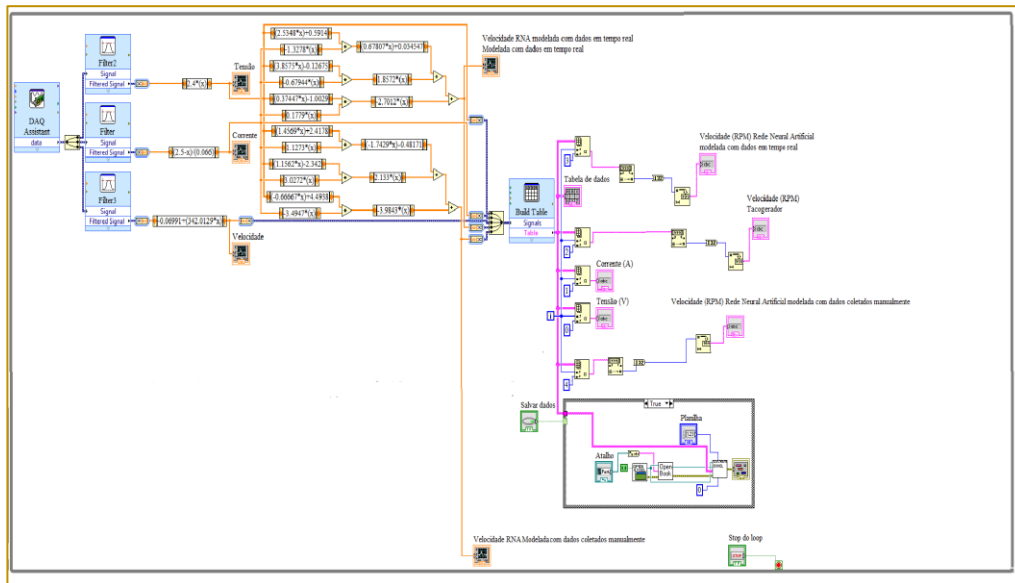 DAQ
Assistant
data
Filter2
Signal
Filtered Signal
Filter
Signal
Filtered Signal
Filter3
Signal
Filtered Signal
2.4*(x)
2.5-x)/(0.066)
-0.06991+(342.0129*x)
Tensão
Corrente
Velocidade
(2.5348*x)+0.5914
-1.3278*(x)
(3.8575*x)-0.12675
-0.67944*(x)
(0.37447*x)-1.0029
0.1779*(x)
(1.4569*x)+2.4178
1.1273*(x)
(1.1562*x)-2.342
3.0272*(x)
-0.66667*(x)+4.4938
-3.4947*(x)
(0.67807*x)+0.034547
1.8572*(x)
-2.7012*(x)
-1.7429*(x)-0.48171
2.133*(x)
-3.9843*(x)
Velocidade RNA modelada com dados em tempo real
Modelada com dados em tempo real
Build Table
Signals
Table
Tabela de dados
Velocidade (RPM) Rede Neural Artificial
modelada com dados em tempo real
Velocidade (RPM)
Tacogerador
Corrente (A)
Tensão (V)
Velocidade (RPM) Rede Neural Artificial modelada com dados coletados manualmente
i
Salvar dados
True
Planilha
Atalho
Open
Book
0
Velocidade RNA Modelada com dados coletados manualmente
Stop do loop